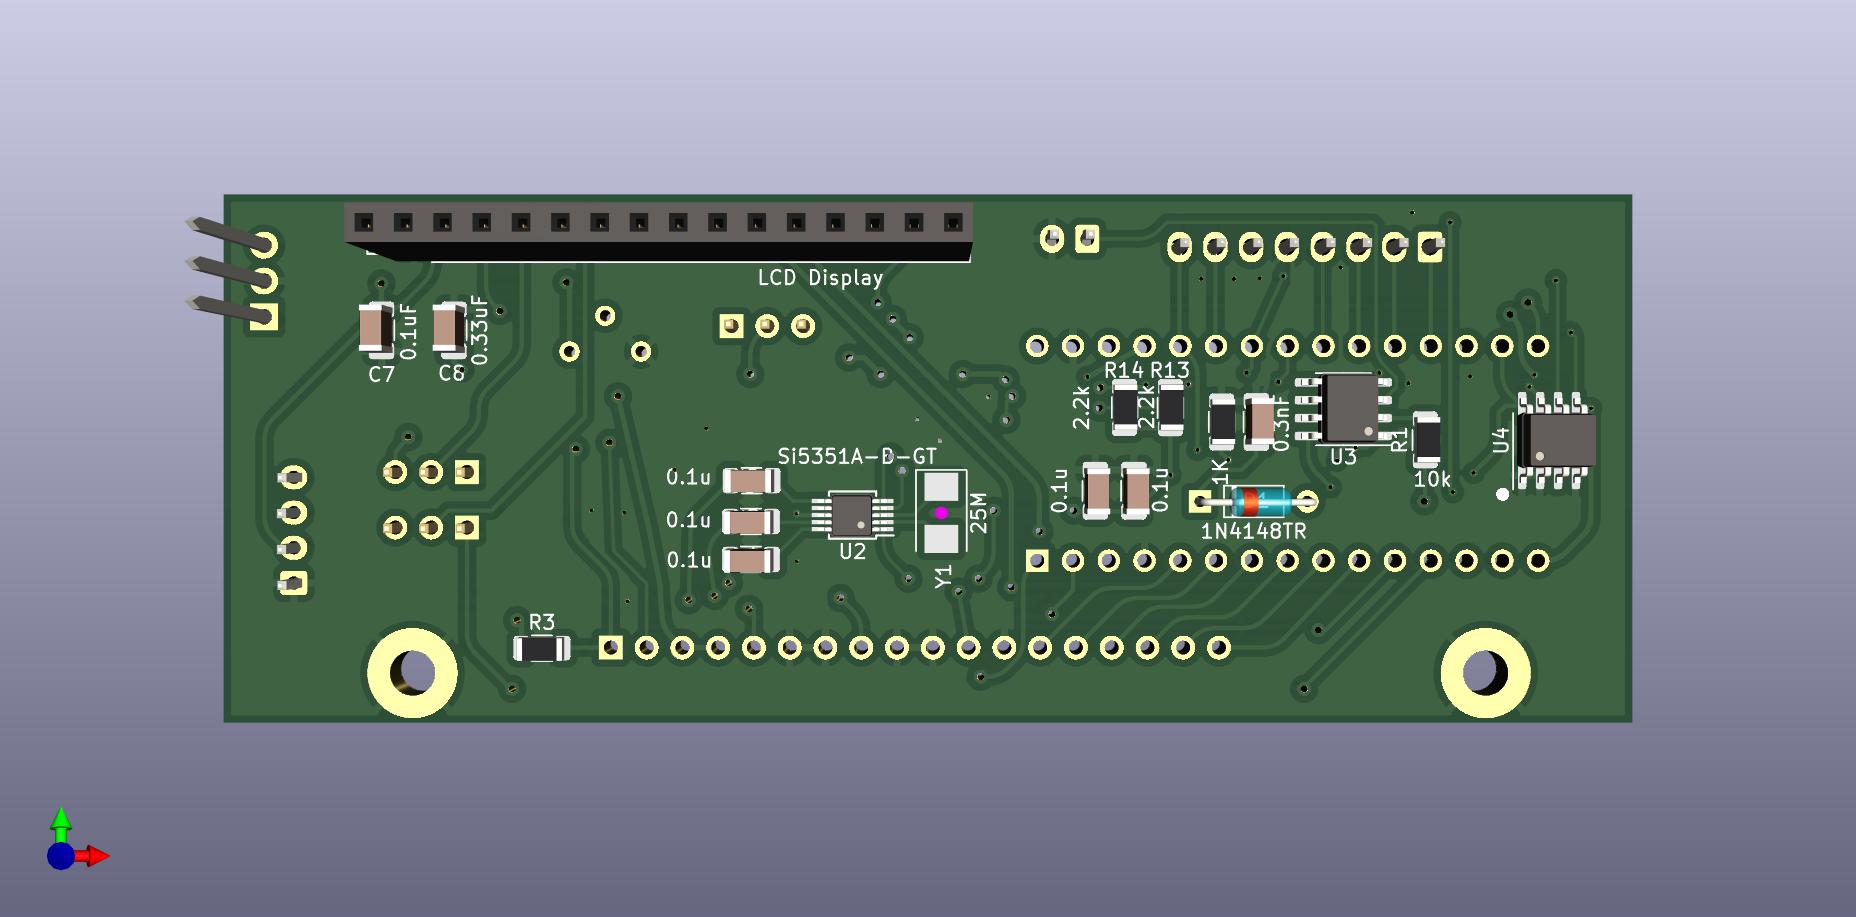 LCD Display
0.1uF
0.33uF
C7
C8
R14
R13
2.2k
2.2k
0.3nF
R1
U3
U4
10k
Si5351A-B-GT
0.1u
0.1u
0.1u
U2
25M
Y1
0.1u
0.1u
1K
1N4148TR
R3